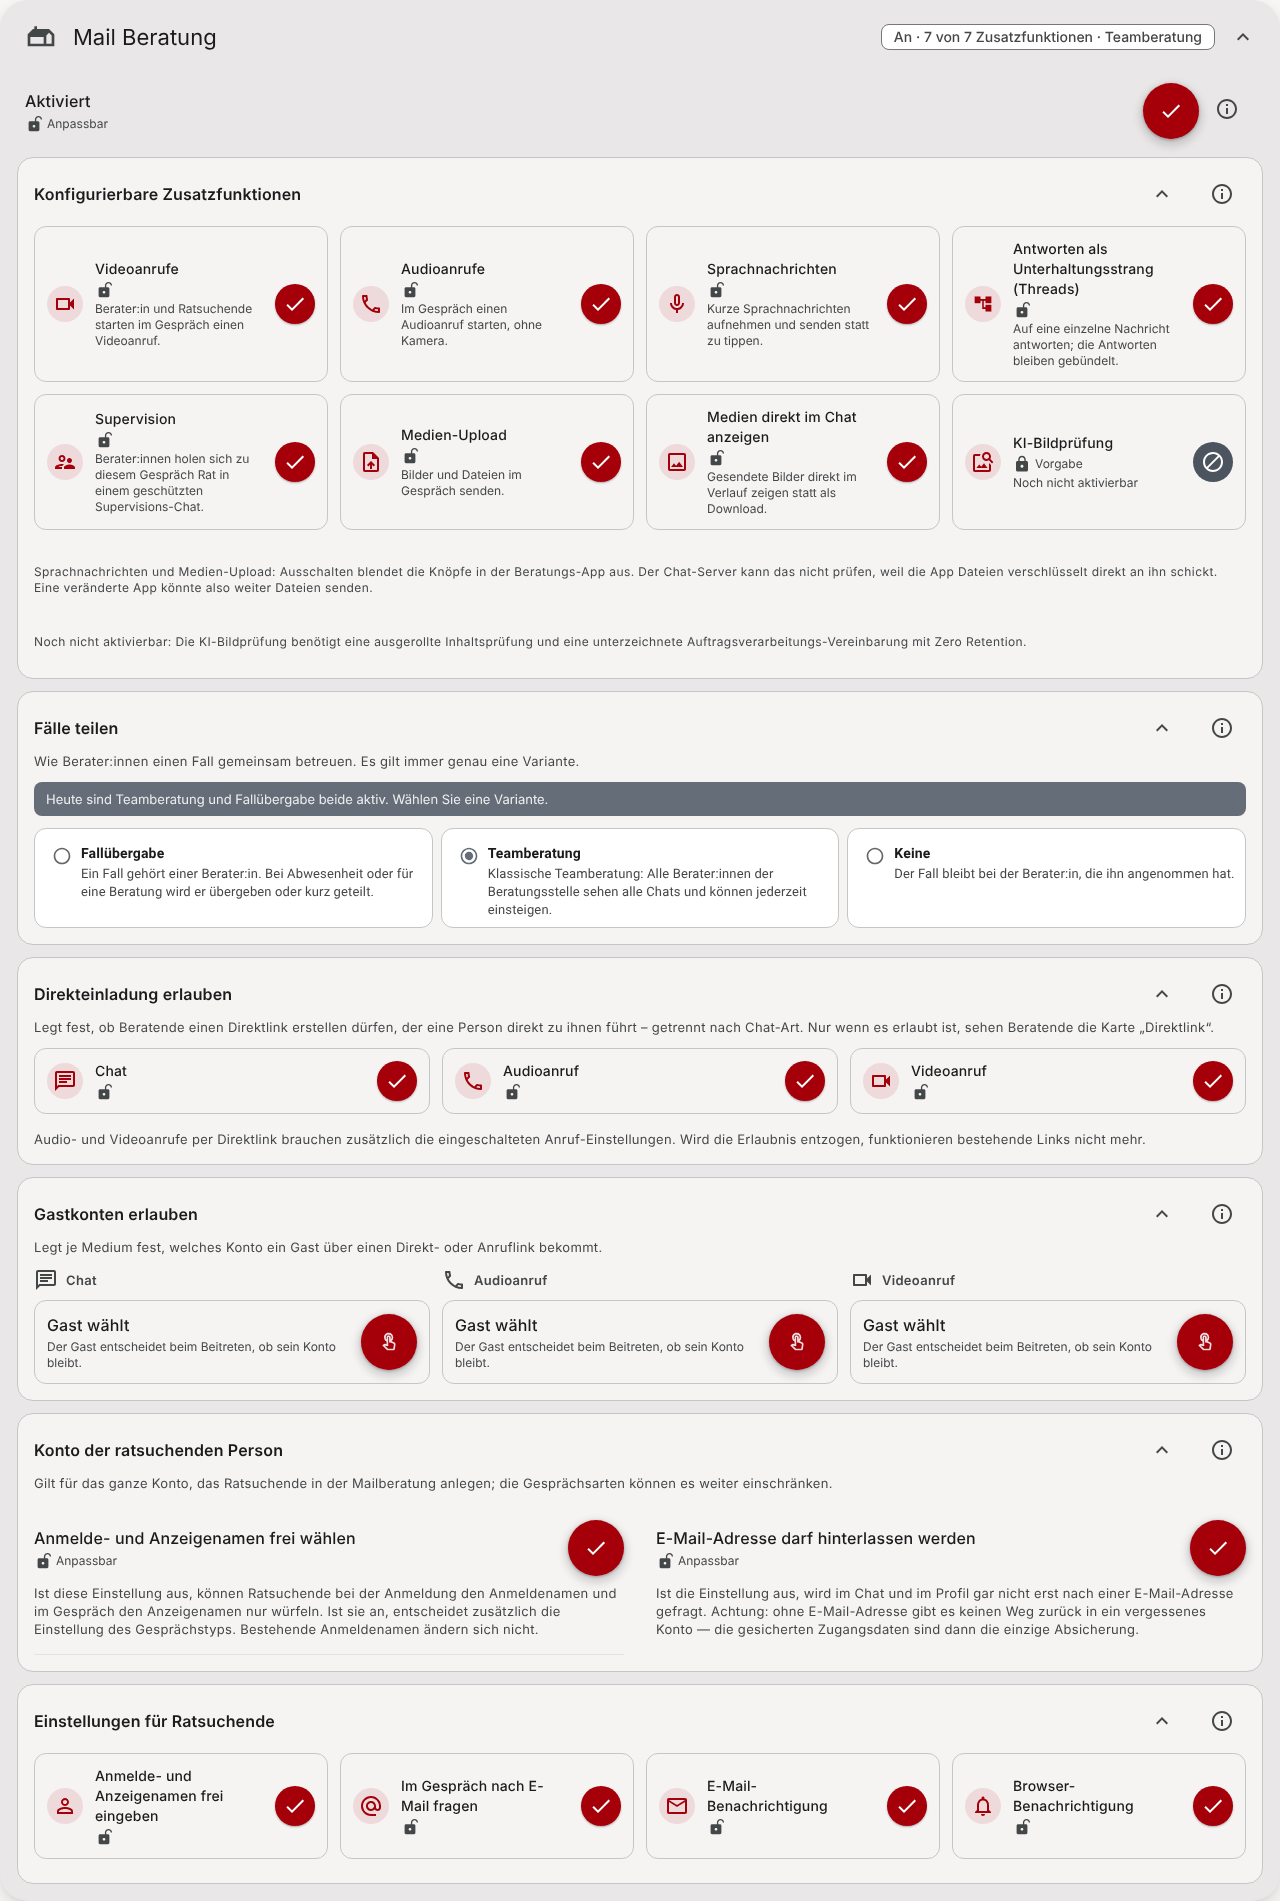 Mail Beratung
An · 7 von 7 Zusatzfunktionen · Teamberatung
Aktiviert
Anpassbar
Konfigurierbare Zusatzfunktionen
Videoanrufe
Berater:in und Ratsuchende
starten im Gespräch einen
Videoanruf.
Audioanrufe
Im Gespräch einen
Audioanruf starten, ohne
Kamera.
Sprachnachrichten
Kurze Sprachnachrichten
aufnehmen und senden statt
zu tippen.
Antworten als
Unterhaltungsstrang
(Threads)
Auf eine einzelne Nachricht
antworten; die Antworten
bleiben gebündelt.
Supervision
Berater:innen holen sich zu
diesem Gespräch Rat in
einem geschützten
Supervisions-Chat.
Medien-Upload
Bilder und Dateien im
Gespräch senden.
Medien direkt im Chat
anzeigen
Gesendete Bilder direkt im
Verlauf zeigen statt als
Download.
KI-Bildprüfung
Vorgabe
Noch nicht aktivierbar
Sprachnachrichten und Medien-Upload: Ausschalten blendet die Knöpfe in der Beratungs-App aus. Der Chat-Server kann das nicht prüfen, weil die App Dateien verschlüsselt direkt an ihn schickt.
Eine veränderte App könnte also weiter Dateien senden.
Noch nicht aktivierbar: Die KI-Bildprüfung benötigt eine ausgerollte Inhaltsprüfung und eine unterzeichnete Auftragsverarbeitungs-Vereinbarung mit Zero Retention.
Fälle teilen
Wie Berater:innen einen Fall gemeinsam betreuen. Es gilt immer genau eine Variante.
Heute sind Teamberatung und Fallübergabe beide aktiv. Wählen Sie eine Variante.
Fallübergabe
Ein Fall gehört einer Berater:in. Bei Abwesenheit oder für
eine Beratung wird er übergeben oder kurz geteilt.
Teamberatung
Klassische Teamberatung: Alle Berater:innen der
Beratungsstelle sehen alle Chats und können jederzeit
einsteigen.
Keine
Der Fall bleibt bei der Berater:in, die ihn angenommen hat.
Direkteinladung erlauben
Legt fest, ob Beratende einen Direktlink erstellen dürfen, der eine Person direkt zu ihnen führt – getrennt nach Chat-Art. Nur wenn es erlaubt ist, sehen Beratende die Karte „Direktlink“.
Chat
Audioanruf
Videoanruf
Audio- und Videoanrufe per Direktlink brauchen zusätzlich die eingeschalteten Anruf-Einstellungen. Wird die Erlaubnis entzogen, funktionieren bestehende Links nicht mehr.
Gastkonten erlauben
Legt je Medium fest, welches Konto ein Gast über einen Direkt- oder Anruflink bekommt.
Chat
Audioanruf
Videoanruf
Gast wählt
Der Gast entscheidet beim Beitreten, ob sein Konto
bleibt.
Gast wählt
Der Gast entscheidet beim Beitreten, ob sein Konto
bleibt.
Gast wählt
Der Gast entscheidet beim Beitreten, ob sein Konto
bleibt.
Konto der ratsuchenden Person
Gilt für das ganze Konto, das Ratsuchende in der Mailberatung anlegen; die Gesprächsarten können es weiter einschränken.
Anmelde- und Anzeigenamen frei wählen
Anpassbar
Ist diese Einstellung aus, können Ratsuchende bei der Anmeldung den Anmeldenamen und
im Gespräch den Anzeigenamen nur würfeln. Ist sie an, entscheidet zusätzlich die
Einstellung des Gesprächstyps. Bestehende Anmeldenamen ändern sich nicht.
E-Mail-Adresse darf hinterlassen werden
Anpassbar
Ist die Einstellung aus, wird im Chat und im Profil gar nicht erst nach einer E-Mail-Adresse
gefragt. Achtung: ohne E-Mail-Adresse gibt es keinen Weg zurück in ein vergessenes
Konto — die gesicherten Zugangsdaten sind dann die einzige Absicherung.
Einstellungen für Ratsuchende
Anmelde- und
Anzeigenamen frei
eingeben
Im Gespräch nach E-
Mail fragen
E-Mail-
Benachrichtigung
Browser-
Benachrichtigung